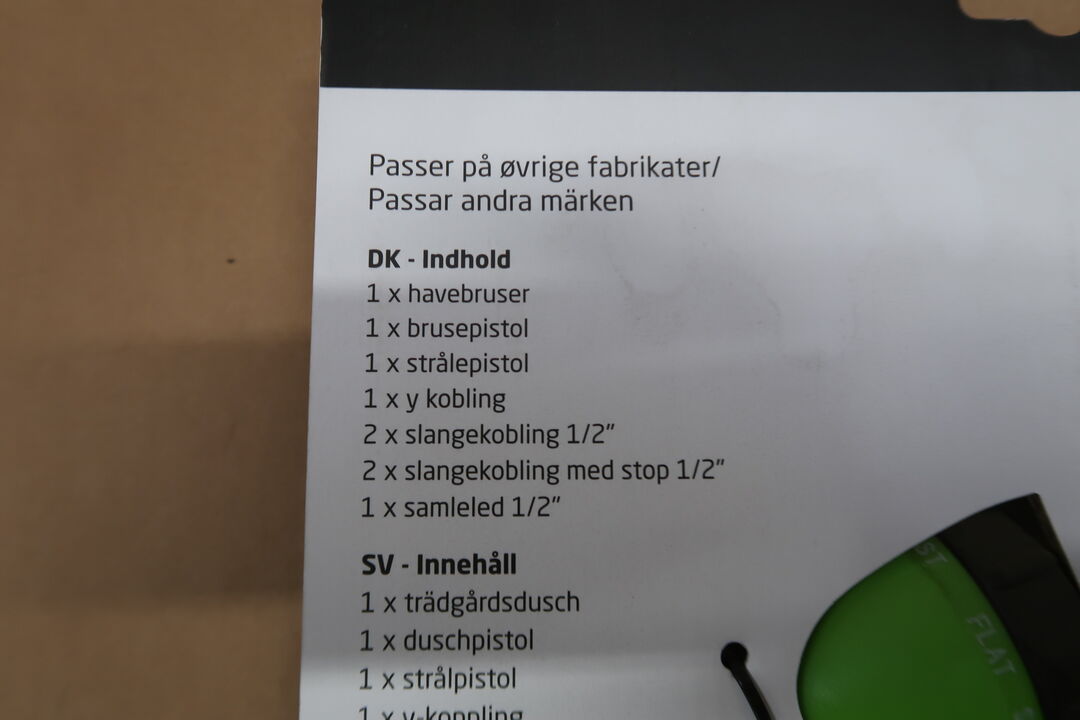 Passer på øvrige fabrikater/
Passar andra märken
DK - Indhold
1 x havebruser
1 x brusepistol
1 x strålepistol
1 x y kobling
2 x slangekobling 1/2”
2 x slangekobling med stop 1/2”
1 x samleled 1/2”
SV - Innehåll
1 x trädgårdsdusch
1 x duschpistol
1 x strålpistol
1 x y-koppling
FLAT